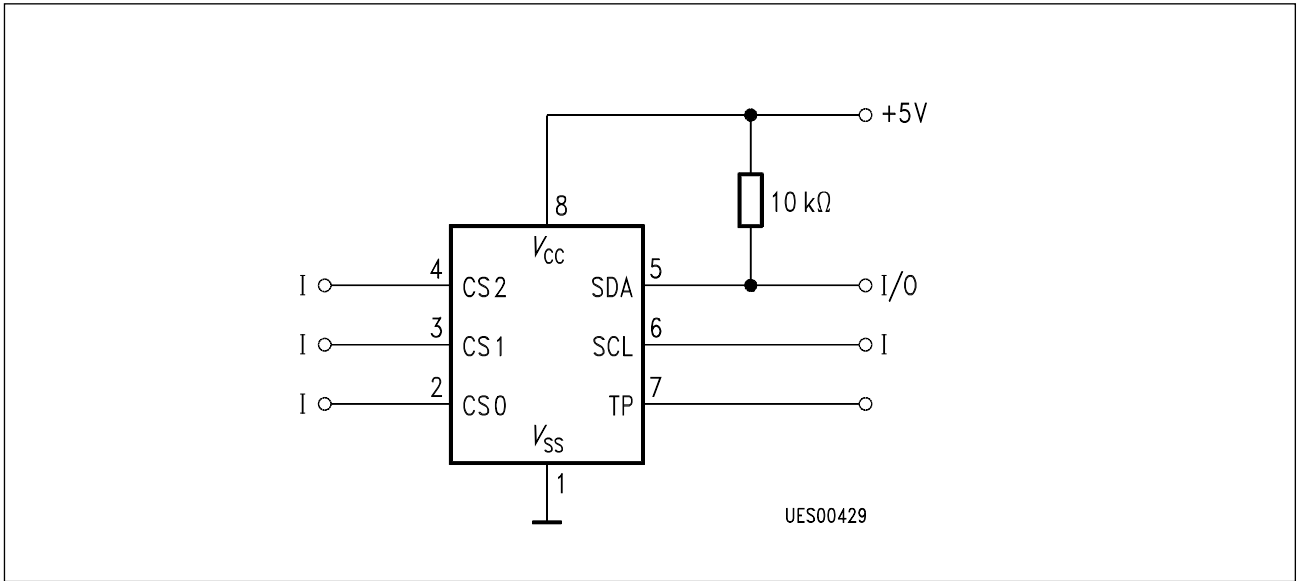 +5V
10 kΩ
8
VCC
I 4 CS2 SDA 5 I/O
I 3 CS1 SCL 6 I
I 2 CS0 TP 7
VSS
1
UES00429